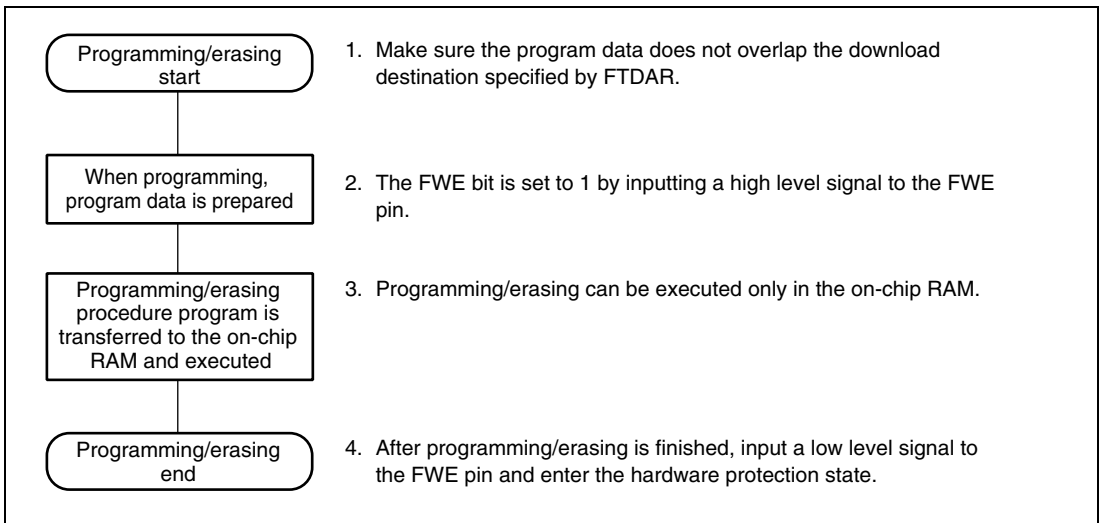 Programming/erasing
start
1. Make sure the program data does not overlap the download
destination specified by FTDAR.
When programming,
program data is prepared
2. The FWE bit is set to 1 by inputting a high level signal to the FWE
pin.
Programming/erasing
procedure program is
transferred to the on-chip
RAM and executed
3. Programming/erasing can be executed only in the on-chip RAM.
Programming/erasing
end
4. After programming/erasing is finished, input a low level signal to
the FWE pin and enter the hardware protection state.